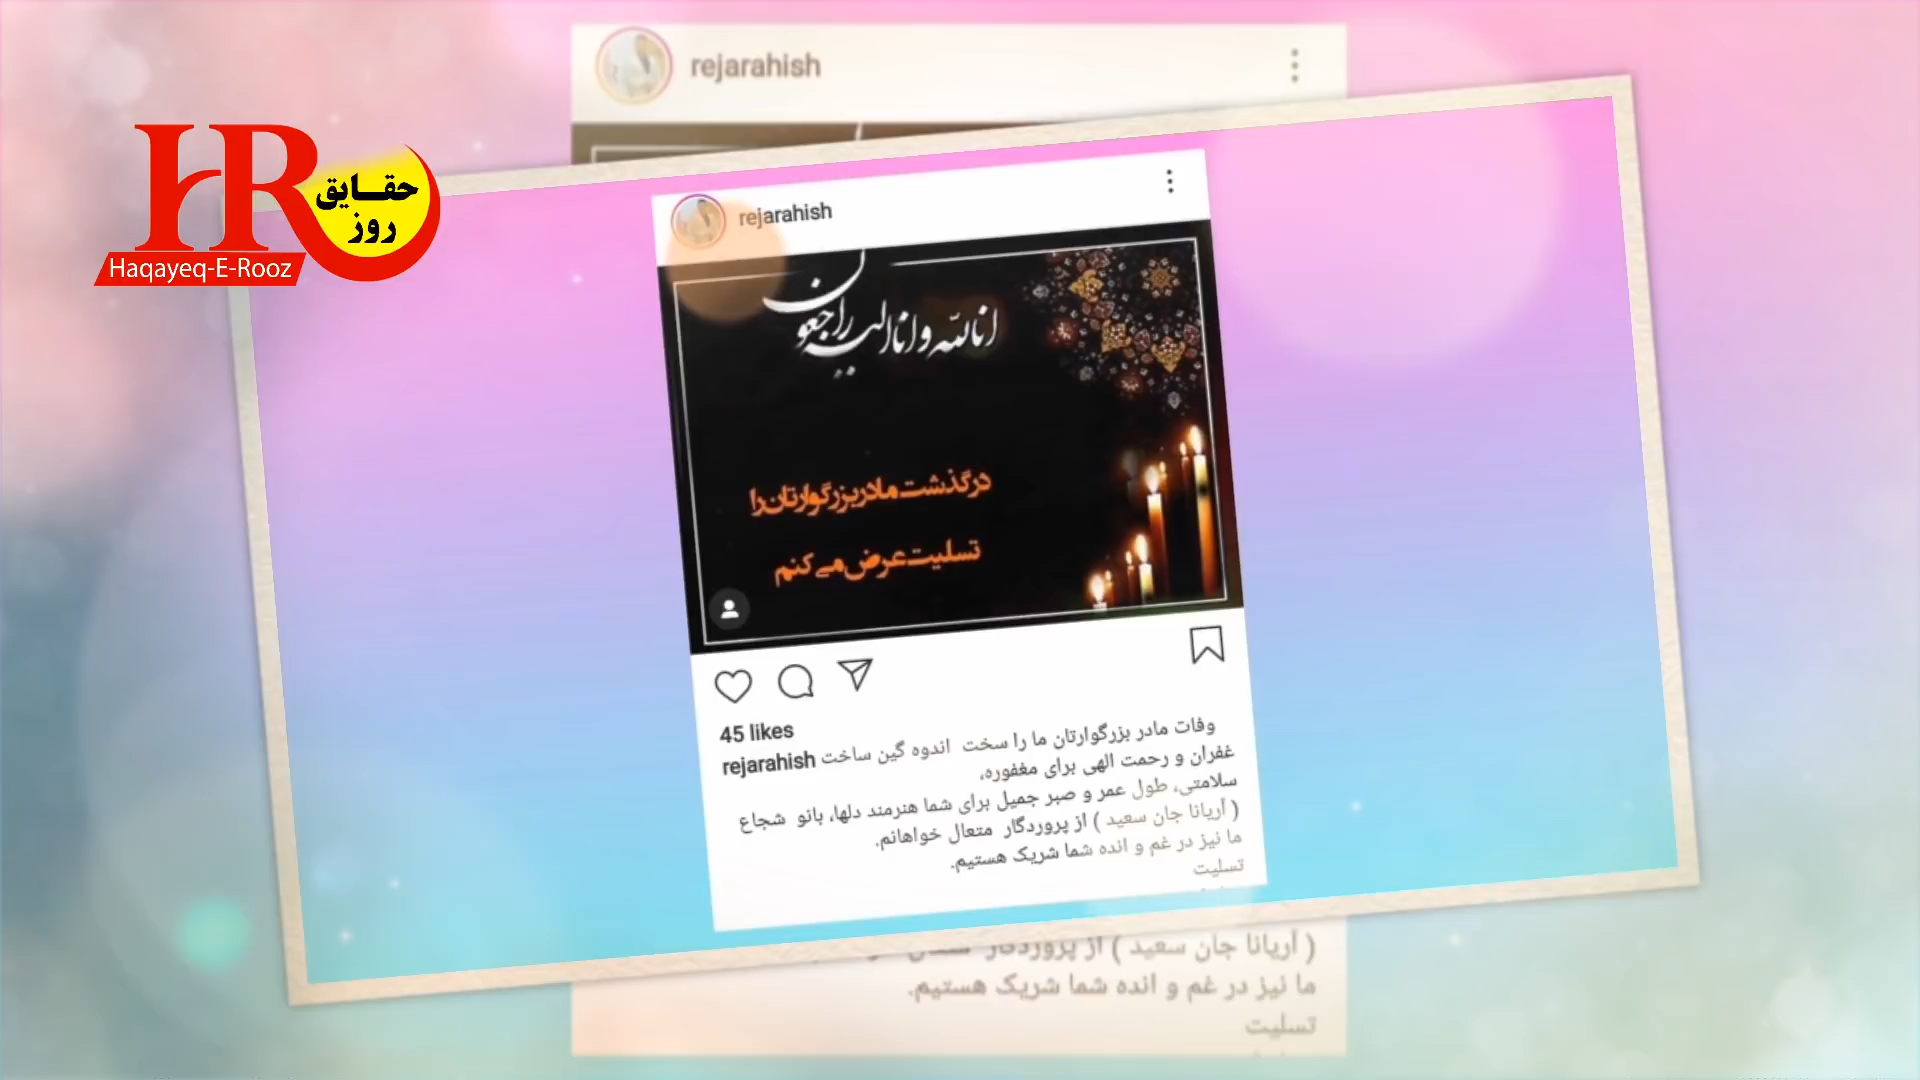 rejarahish
حقایق
روز
Haqayeq-E-Rooz
rejarahish
انا لله و انا الیه راجعون
درگذشت مادر بزرگوارتان را
تسلیت عرض می کنم
45 likes
rejarahish وفات مادر بزرگوارتان ما را سخت اندوه گین ساخت
غفران و رحمت الهی برای مغفوره،
سلامتی، طول عمر و صبر جمیل برای شما هنرمند دلها، بانو شجاع
( آریانا جان سعید ) از پروردگار متعال خواهانم.
ما نیز در غم و انده شما شریک هستیم.
تسلیت
( آریانا جان سعید ) از پروردگار
ما نیز در غم و انده شما شریک هستیم.
تسلیت